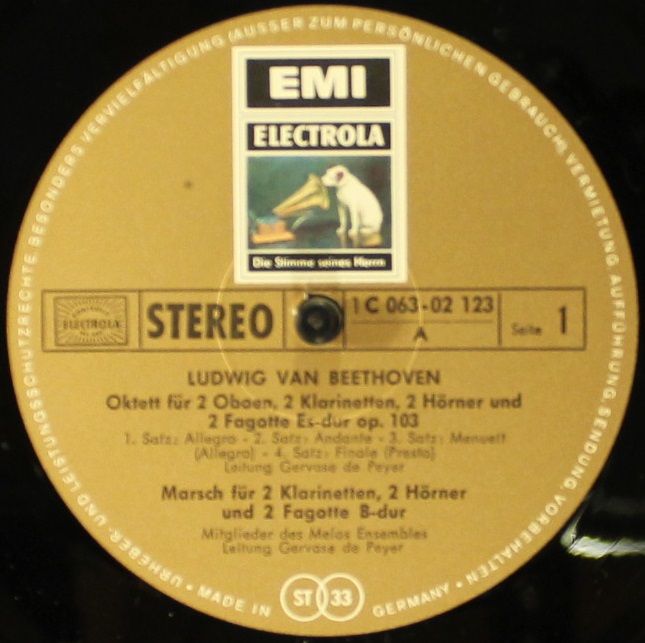 URHEBER- UND LEISTUNGSSCHUTZRECHTE BESONDERS VERVIELFÄLTIGUNG (AUSSER ZUM PERSÖNLICHEN GEBRAUCH), VERMIETUNG, AUFFÜHRUNG, SENDUNG VORBEHALTEN
EMI
ELECTROLA
Die Stimme seines Herrn
ELECTROLA
STEREO
1 C 063-02 123
A
Seite 1
LUDWIG VAN BEETHOVEN
Oktett für 2 Oboen, 2 Klarinetten, 2 Hörner und
2 Fagotte Es-dur op. 103
1. Satz: Allegro - 2. Satz: Andante - 3. Satz: Menuett
(Allegro) - 4. Satz: Finale (Presto)
Leitung Gervase de Peyer
Marsch für 2 Klarinetten, 2 Hörner
und 2 Fagotte B-dur
Mitglieder des Melos Ensembles
Leitung Gervase de Peyer
• MADE IN ST 33 GERMANY •